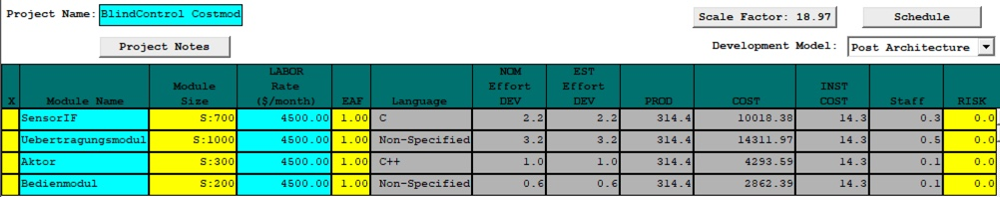 Project Name: BlindControl Costmod Scale Factor: 18.97 Schedule
Project Notes Development Model: Post Architecture
X Module Name Module Size LABOR Rate ($/month) EAF Language NOM Effort DEV EST Effort DEV PROD COST INST COST Staff RISK
SensorIF S:700 4500.00 1.00 C 2.2 2.2 314.4 10018.38 14.3 0.3 0.0
Uebertragungsmodul S:1000 4500.00 1.00 Non-Specified 3.2 3.2 314.4 14311.97 14.3 0.5 0.0
Aktor S:300 4500.00 1.00 C++ 1.0 1.0 314.4 4293.59 14.3 0.1 0.0
Bedienmodul S:200 4500.00 1.00 Non-Specified 0.6 0.6 314.4 2862.39 14.3 0.1 0.0